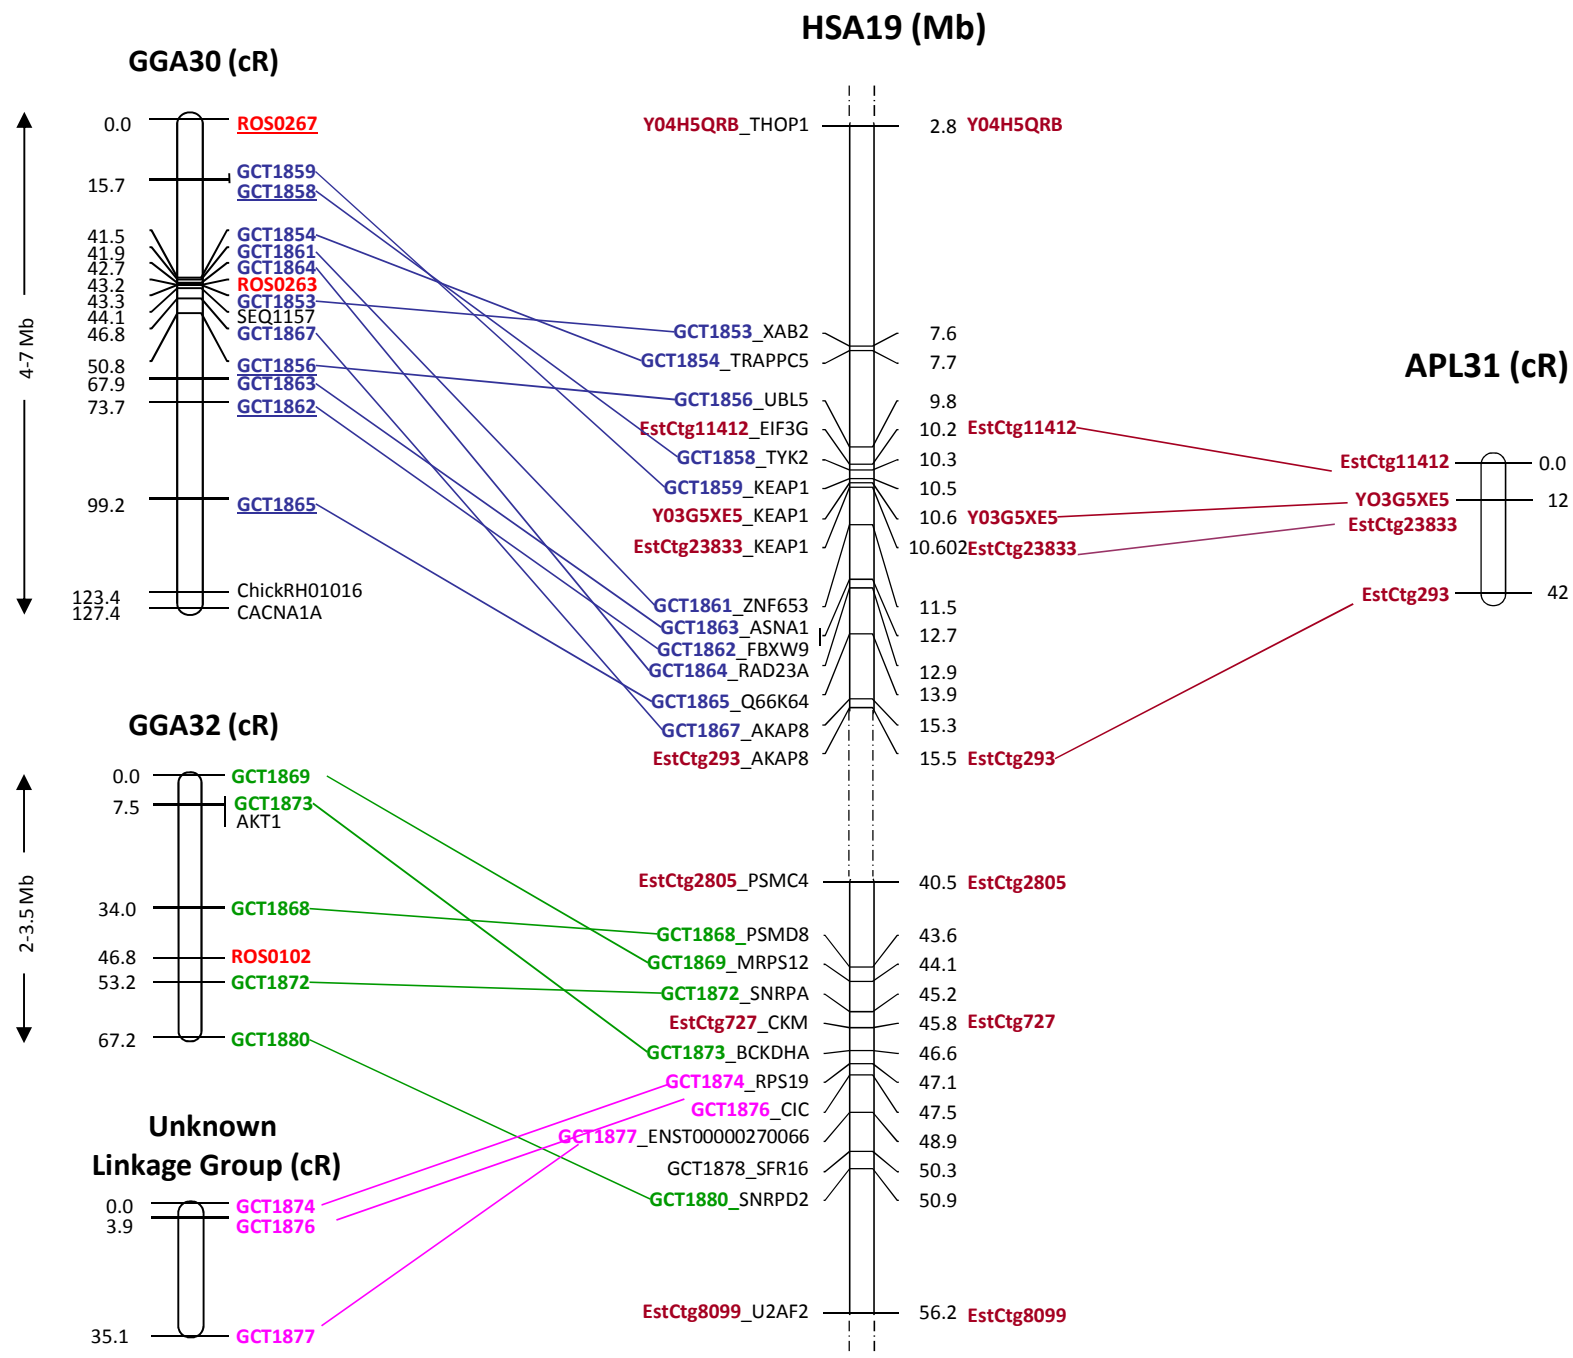 HSA19 (Mb)
GGA30 (cR)
0.0 ROS0267
GCT1859
15.7
GCT1858
41.5 GCT1854
41.9 GCT1861
42.7 GCT1864
43.2 ROS0263
43.3 GCT1853
44.1 SEQ1157
46.8 GCT1867
50.8 GCT1856
67.9 GCT1863
73.7 GCT1862
99.2 GCT1865
123.4 ChickRH01016
127.4 CACNA1A
4-7 Mb
Y04H5QRB_THOP1 2.8 Y04H5QRB
GCT1853_XAB2 7.6
GCT1854_TRAPPC5 7.7
GCT1856_UBL5 9.8
EstCtg11412_EIF3G 10.2 EstCtg11412
GCT1858_TYK2 10.3
GCT1859_KEAP1 10.5
Y03G5XE5_KEAP1 10.6 Y03G5XE5
EstCtg23833_KEAP1 10.602 EstCtg23833
GCT1861_ZNF653 11.5
GCT1863_ASNA1 12.7
GCT1862_FBXW9
GCT1864_RAD23A 12.9
GCT1865_Q66K64 13.9
GCT1867_AKAP8 15.3
EstCtg293_AKAP8 15.5 EstCtg293
APL31 (cR)
EstCtg11412 0.0
YO3G5XE5 12
EstCtg23833
EstCtg293 42
GGA32 (cR)
0.0 GCT1869
7.5 GCT1873
AKT1
34.0 GCT1868
46.8 ROS0102
53.2 GCT1872
67.2 GCT1880
2-3.5 Mb
EstCtg2805_PSMC4 40.5 EstCtg2805
GCT1868_PSMD8 43.6
GCT1869_MRPS12 44.1
GCT1872_SNRPA 45.2
EstCtg727_CKM 45.8 EstCtg727
GCT1873_BCKDHA 46.6
GCT1874_RPS19 47.1
GCT1876_CIC 47.5
GCT1877_ENST00000270066 48.9
GCT1878_SFR16 50.3
GCT1880_SNRPD2 50.9
EstCtg8099_U2AF2 56.2 EstCtg8099
Unknown
Linkage Group (cR)
0.0 GCT1874
3.9 GCT1876
35.1 GCT1877